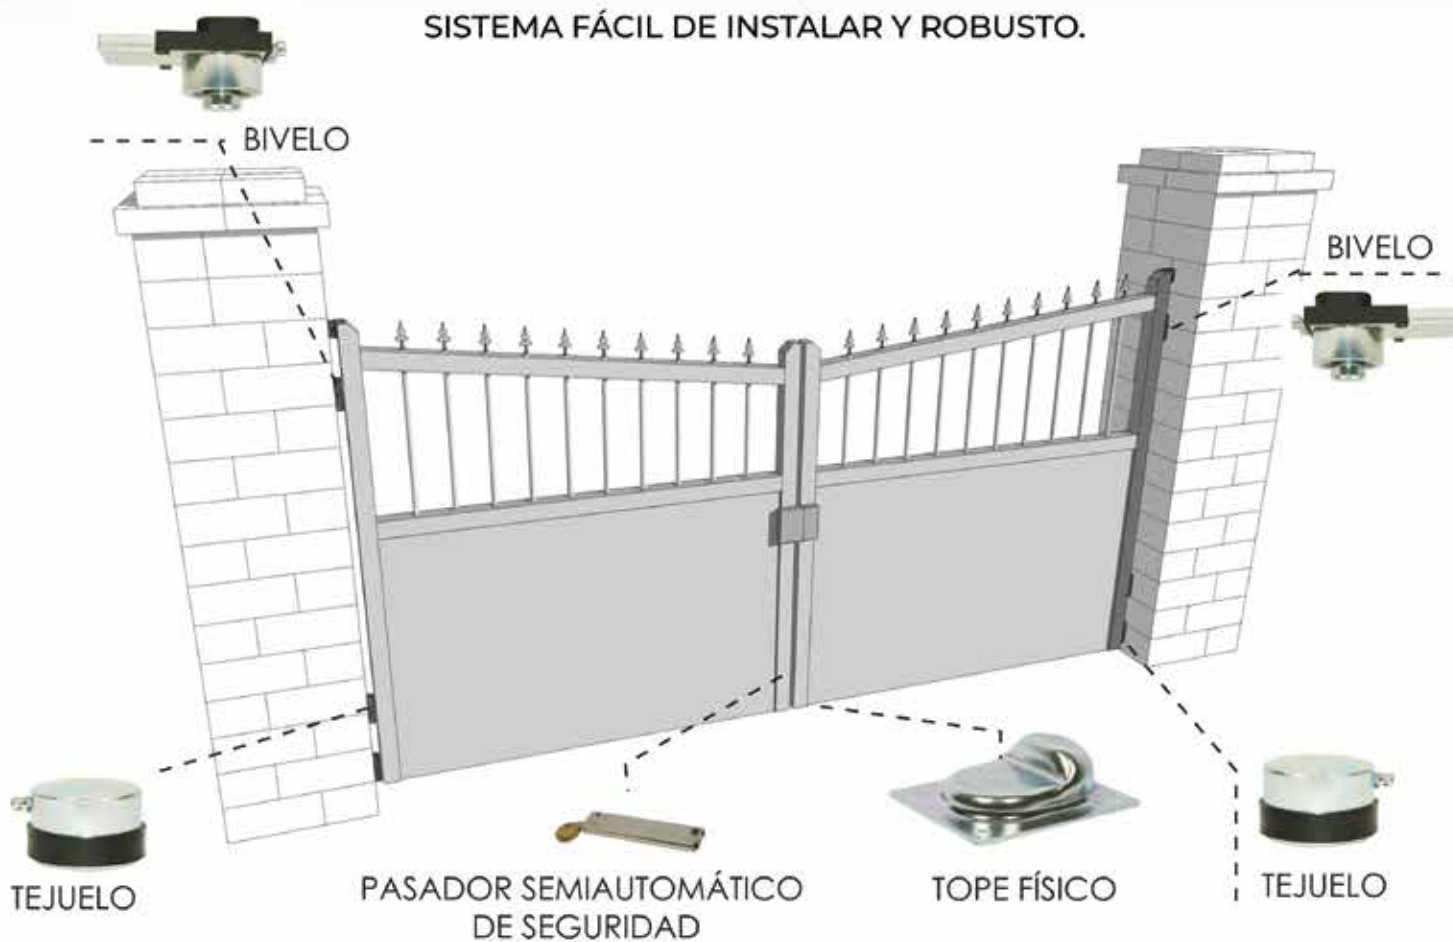 SISTEMA FÁCIL DE INSTALAR Y ROBUSTO.
BIVELO
BIVELO
TEJUELO
PASADOR SEMIAUTOMÁTICO
DE SEGURIDAD
TOPE FÍSICO
TEJUELO